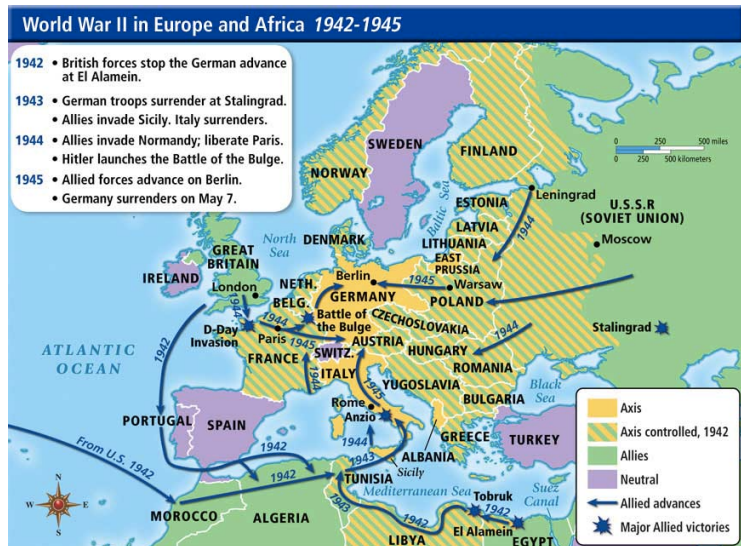 World War II in Europe and Africa 1942-1945
1942 • British forces stop the German advance
at El Alamein.
1943 • German troops surrender at Stalingrad.
• Allies invade Sicily. Italy surrenders.
1944 • Allies invade Normandy; liberate Paris.
• Hitler launches the Battle of the Bulge.
1945 • Allied forces advance on Berlin.
• Germany surrenders on May 7.
SWEDEN
FINLAND
NORWAY
0 250 500 miles
0 250 500 kilometers
Leningrad
ESTONIA
Baltic Sea
1944
U.S.S.R
(SOVIET UNION)
North
Sea
DENMARK
LATVIA
LITHUANIA
Moscow
EAST
PRUSSIA
GREAT
BRITAIN
IRELAND
London
NETH.
Berlin
1945
Warsaw
GERMANY
POLAND
BELG.
1944
D-Day
Invasion
1944
Paris
1945
Battle of
the Bulge
CZECHOSLOVAKIA
Stalingrad
1942
ATLANTIC
OCEAN
FRANCE
SWITZ.
AUSTRIA
HUNGARY
1944
ROMANIA
1944
ITALY
1945
YUGOSLAVIA
BULGARIA
Black
Sea
PORTUGAL
SPAIN
Rome
Anzio
1944
ALBANIA
GREECE
TURKEY
From U.S. 1942
1942
1942
1943
Sicily
TUNISIA
Mediterranean Sea
1943
MOROCCO
ALGERIA
LIBYA
1942
Tobruk
1942
El Alamein
Suez
Canal
EGYPT
N
W E
S
Axis
Axis controlled, 1942
Allies
Neutral
Allied advances
Major Allied victories